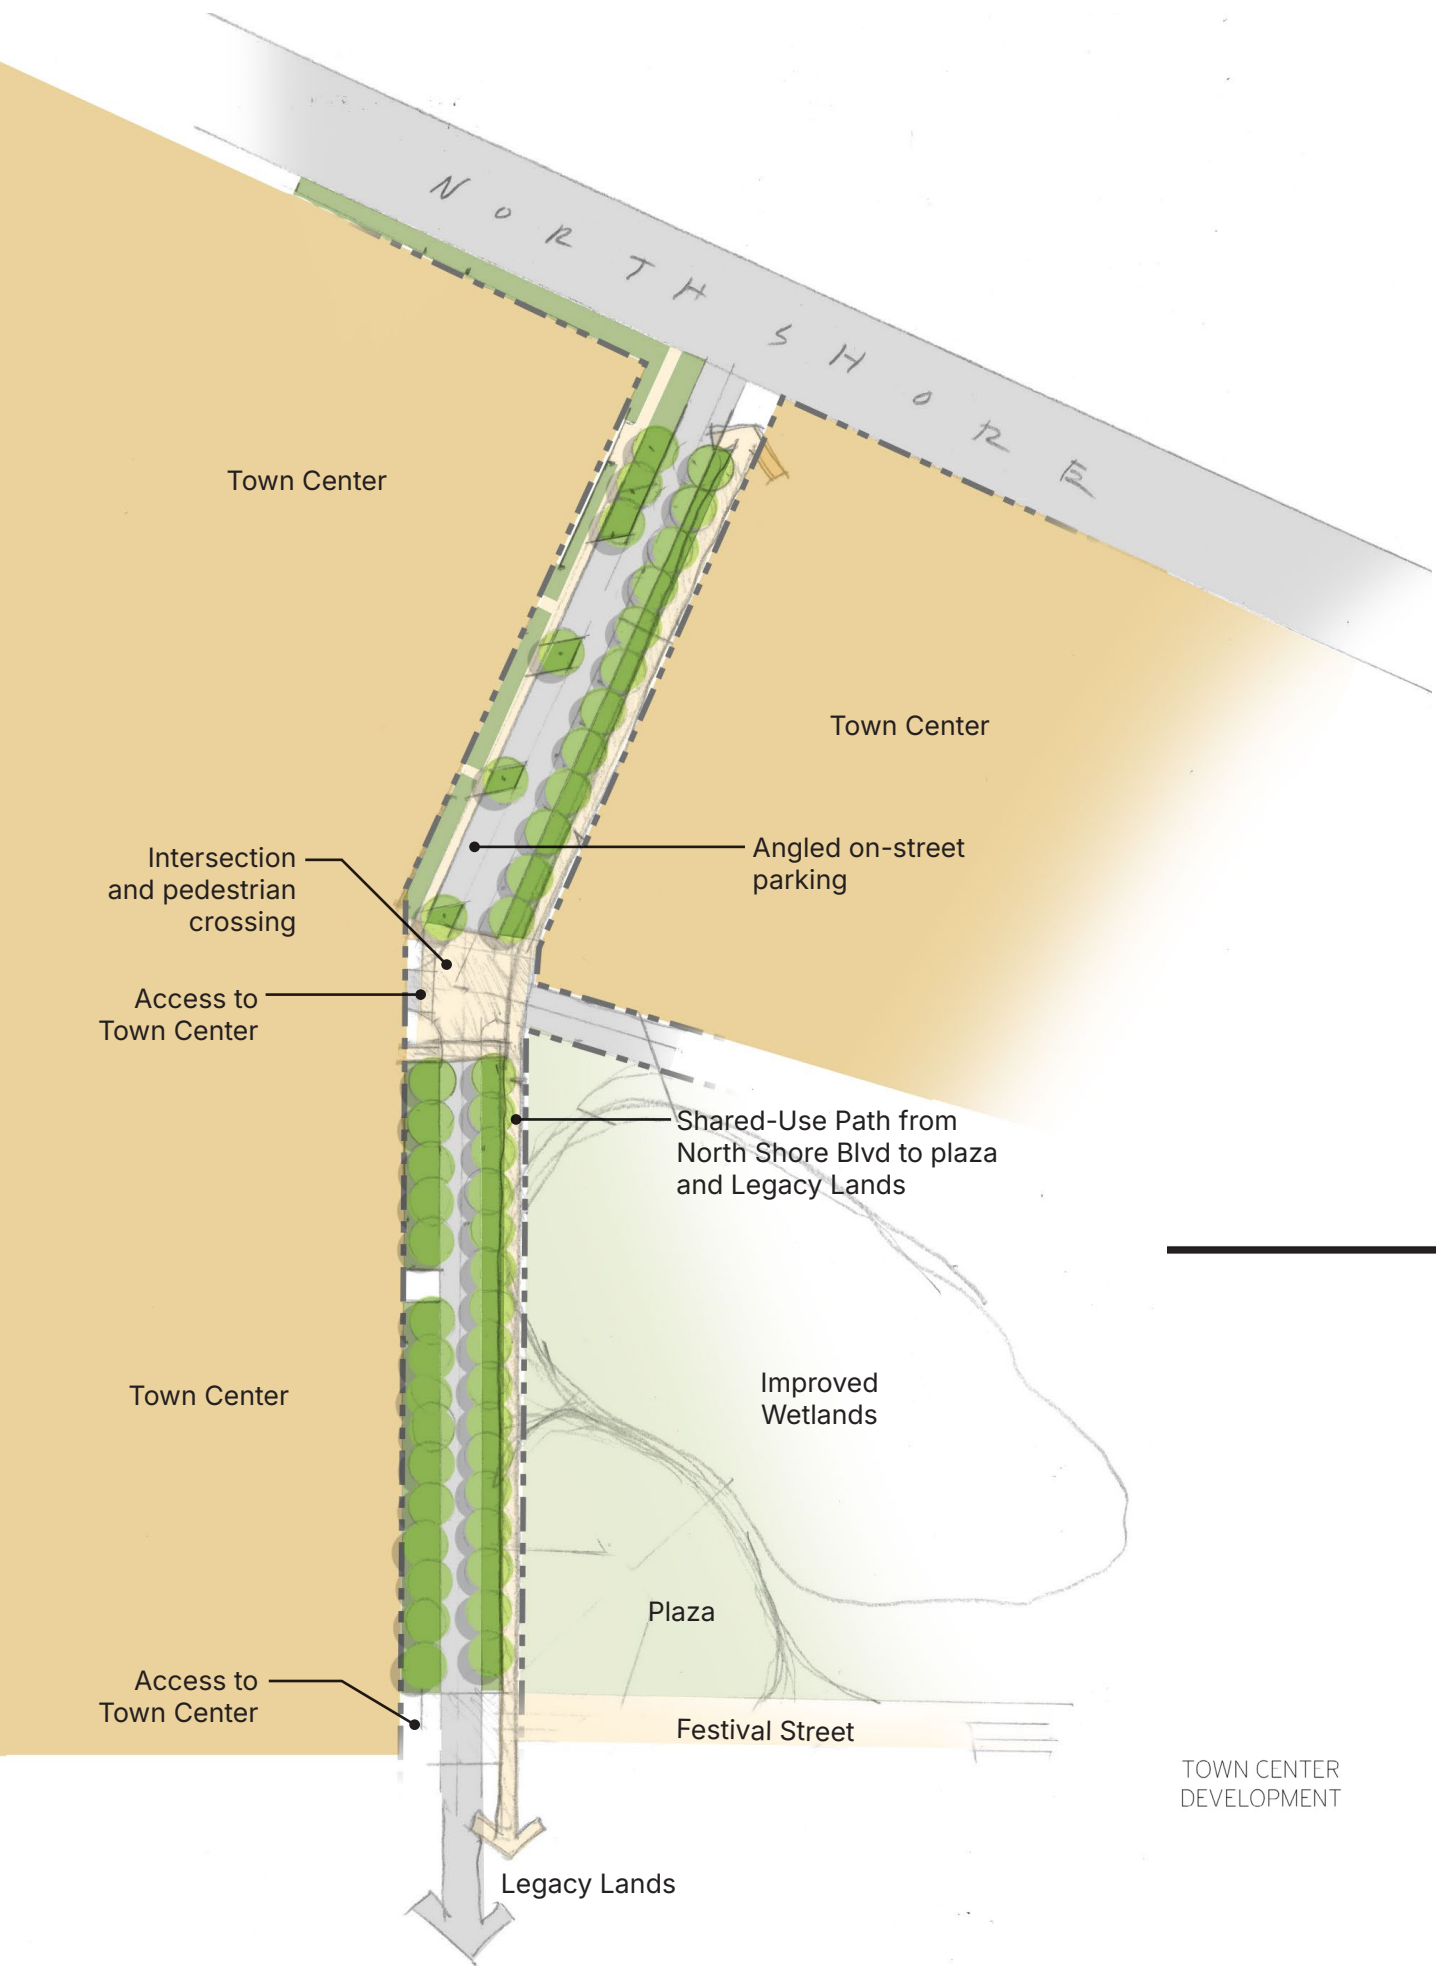 NORTH SHORE
Town Center
Town Center
Intersection
and pedestrian
crossing
Angled on-street
parking
Access to
Town Center
Shared-Use Path from
North Shore Blvd to plaza
and Legacy Lands
Town Center
Improved
Wetlands
Plaza
Access to
Town Center
Festival Street
TOWN CENTER
DEVELOPMENT
Legacy Lands